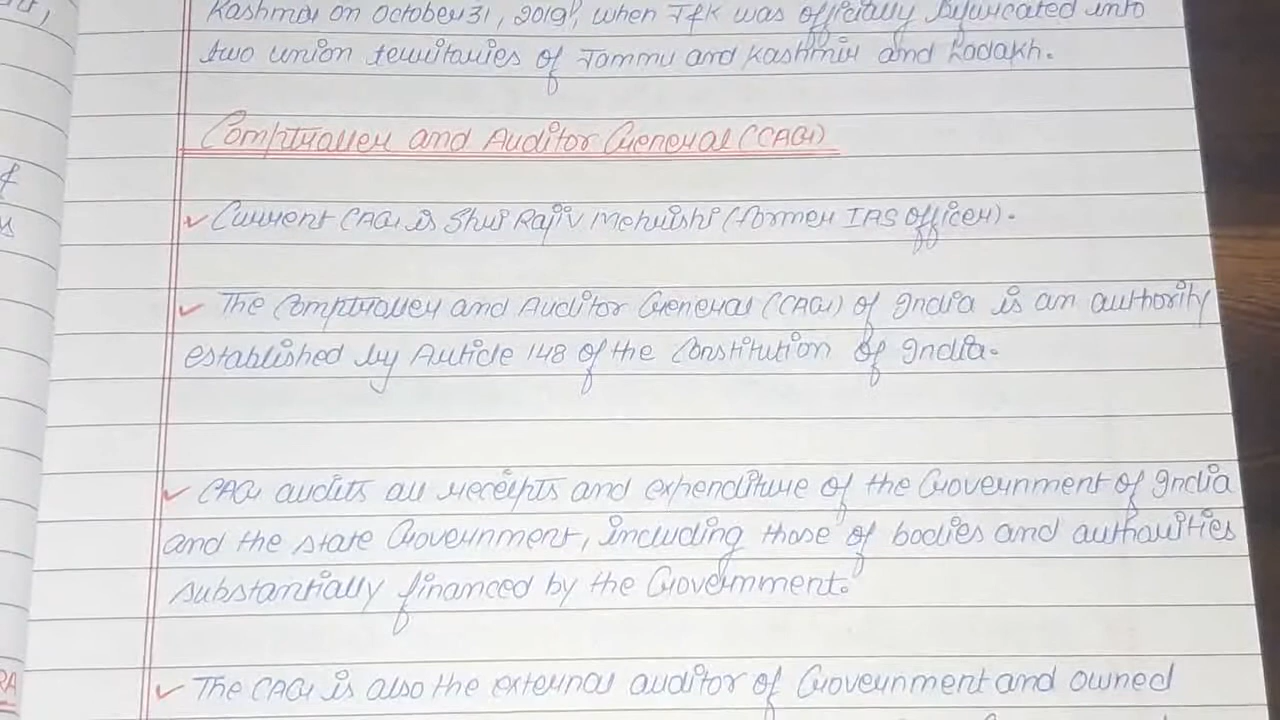 Kashmir on October 31, 2019, when J&K was officially bifurcated into
two union territories of Jammu and Kashmir and Ladakh.
Comptroller and Auditor General (CAG)
✓ Current CAG is Shri Rajiv Mehrishi (former IAS officer).
✓ The Comptroller and Auditor General (CAG) of India is an authority
established by Article 148 of the Constitution of India.
✓ CAG audits all receipts and expenditure of the Government of India
and the state Government, including those of bodies and authorities
substantially financed by the Government.
✓ The CAG is also the external auditor of Government and owned
RA